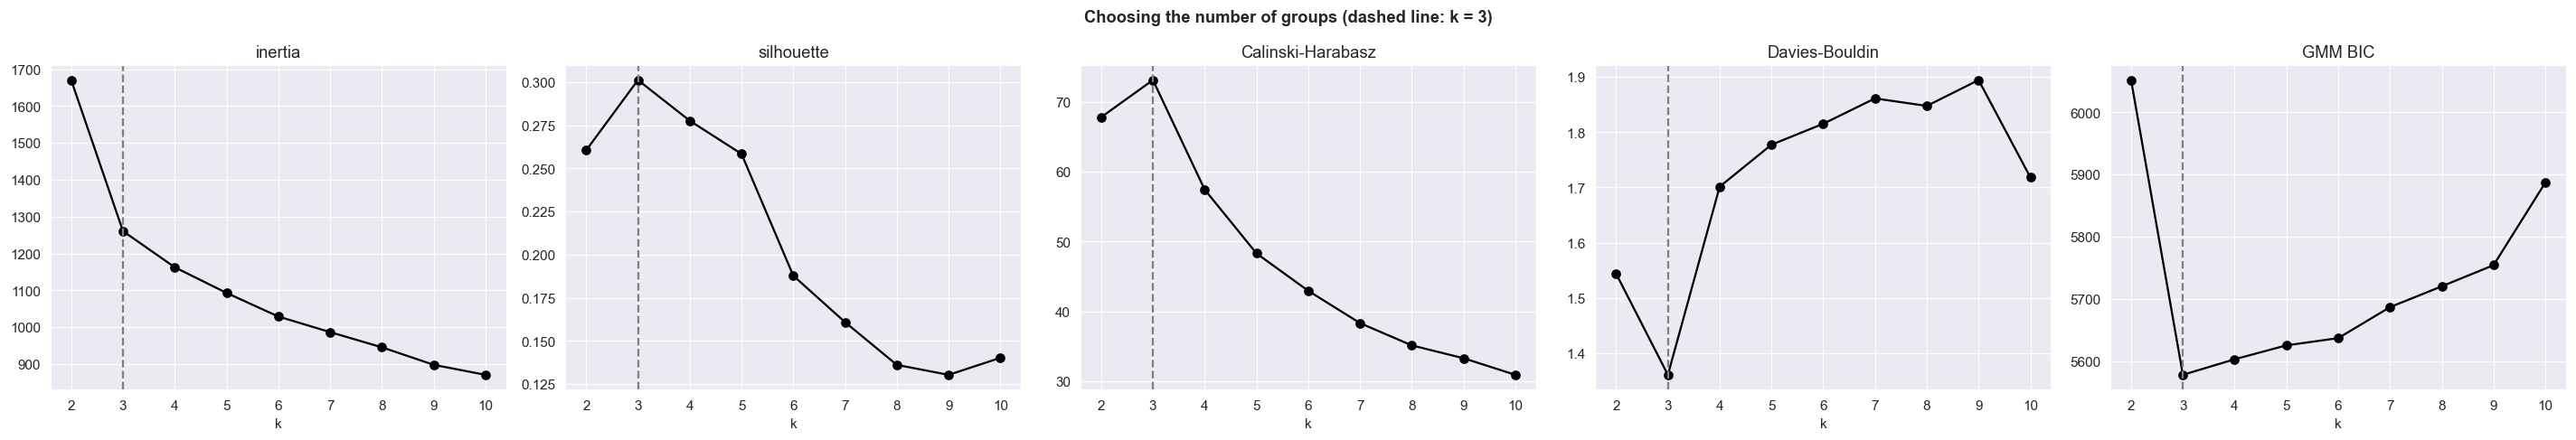 Choosing the number of groups (dashed line: k = 3)
inertia
1700
1600
1500
1400
1300
1200
1100
1000
900
2 3 4 5 6 7 8 9 10
k
silhouette
0.300
0.275
0.250
0.225
0.200
0.175
0.150
0.125
2 3 4 5 6 7 8 9 10
k
Calinski-Harabasz
70
60
50
40
30
2 3 4 5 6 7 8 9 10
k
Davies-Bouldin
1.9
1.8
1.7
1.6
1.5
1.4
2 3 4 5 6 7 8 9 10
k
GMM BIC
6000
5900
5800
5700
5600
2 3 4 5 6 7 8 9 10
k